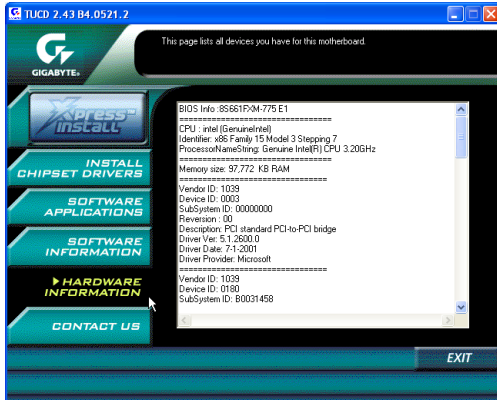 TUCD 2.43 B4.0521.2
This page lists all devices you have for this motherboard.
GIGABYTE
Xpress™
Install
INSTALL
CHIPSET DRIVERS
SOFTWARE
APPLICATIONS
SOFTWARE
INFORMATION
HARDWARE
INFORMATION
CONTACT US
BIOS Info :8S661FXM-775 E1
=================================
CPU : intel (GenuineIntel)
Identifier: x86 Family 15 Model 3 Stepping 7
ProcessorNameString: Genuine Intel(R) CPU 3.20GHz
=================================
Memory size: 97,772 KB RAM
=================================
Vendor ID: 1039
Device ID: 0003
SubSystem ID: 00000000
Reversion : 00
Description: PCI standard PCI-to-PCI bridge
Driver Ver: 5.1.2600.0
Driver Date: 7-1-2001
Driver Provider: Microsoft
=================================
Vendor ID: 1039
Device ID: 0180
SubSystem ID: B0031458
EXIT